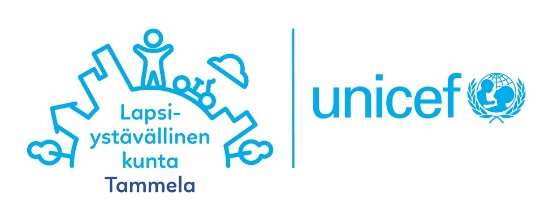 Lapsi-
ystävällinen
kunta
Tammela
unicef